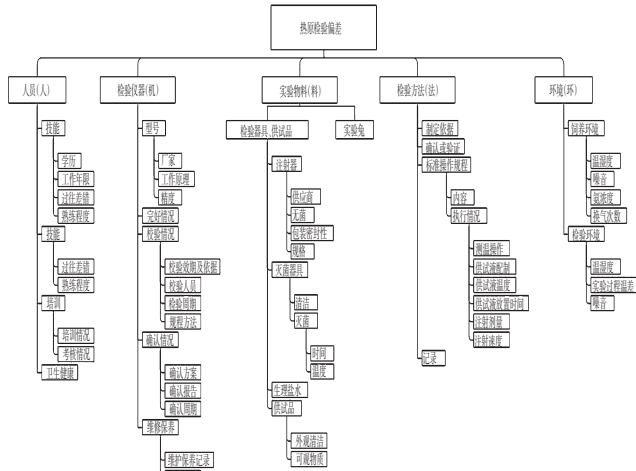 热原检验偏差
人员(人)
检验仪器(机)
实验物料(料)
检验方法(法)
环境(环)
技能
学历
工作年限
过往差错
熟练程度
技能
过往差错
熟练程度
培训
培训情况
考核情况
卫生健康
型号
厂家
工作原理
精度
完好情况
校验情况
校验效期及依据
校验人员
检验周期
规程方法
确认情况
确认方案
确认报告
确认周期
维修保养
维护保养记录
检验器具、供试品
实验兔
注射器
供应商
无菌
包装密封性
规格
灭菌器具
清洁
灭菌
时间
温度
生理盐水
供试品
外观清洁
可观物质
制定依据
确认或验证
标准操作规程
内容
执行情况
测温操作
供试液配制
供试液温度
供试液放置时间
注射测量
注射速度
记录
饲养环境
温湿度
噪音
氨浓度
换气次数
检验环境
温湿度
实验过程温差
噪音